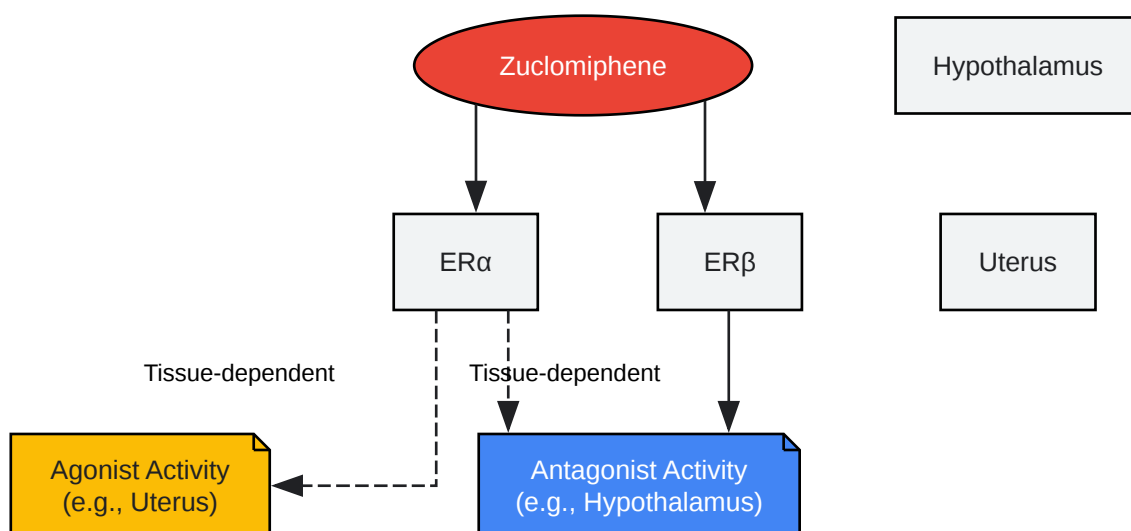 Zuclomiphene
Hypothalamus
ERα
ERβ
Uterus
Tissue-dependent
Tissue-dependent
Agonist Activity
(e.g., Uterus)
Antagonist Activity
(e.g., Hypothalamus)